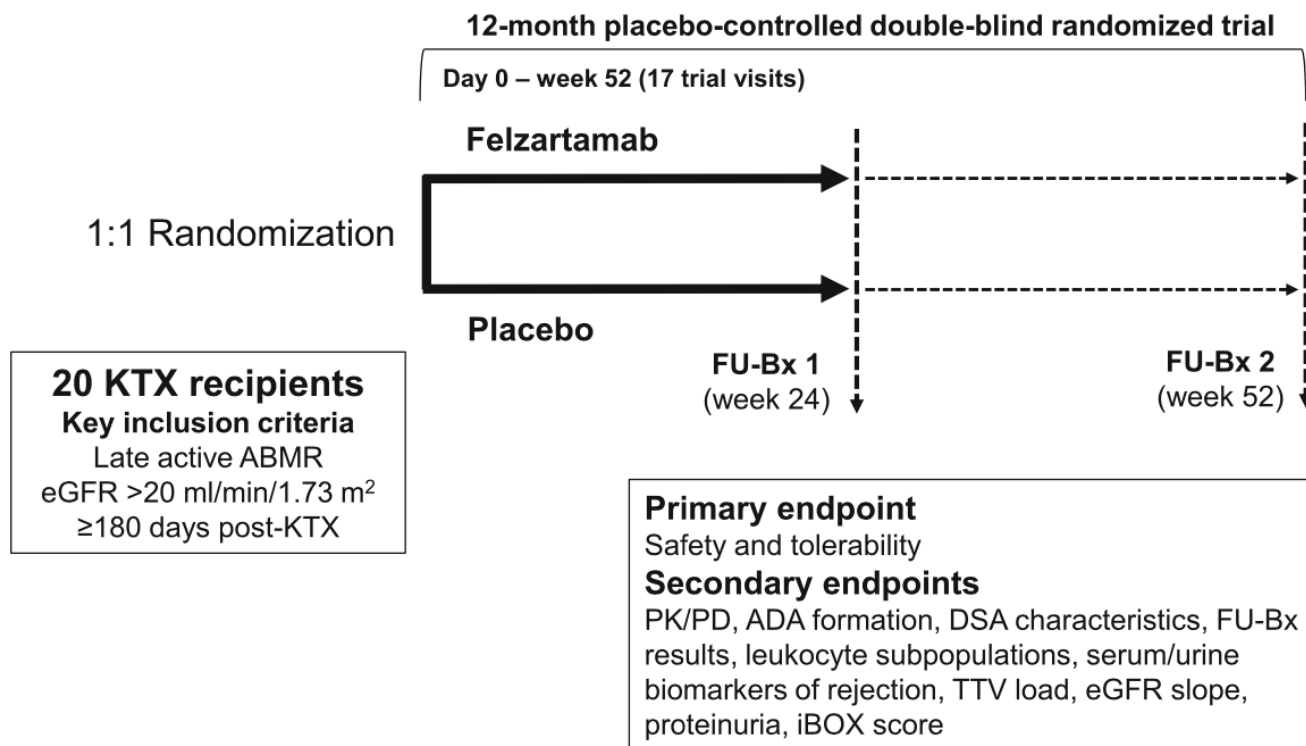 12-month placebo-controlled double-blind randomized trial
Day 0 – week 52 (17 trial visits)
Felzartamab
1:1 Randomization
Placebo
FU-Bx 1
(week 24)
FU-Bx 2
(week 52)
20 KTX recipients
Key inclusion criteria
Late active ABMR
eGFR >20 ml/min/1.73 m²
≥180 days post-KTX
Primary endpoint
Safety and tolerability
Secondary endpoints
PK/PD, ADA formation, DSA characteristics, FU-Bx
results, leukocyte subpopulations, serum/urine
biomarkers of rejection, TTV load, eGFR slope,
proteinuria, iBOX score